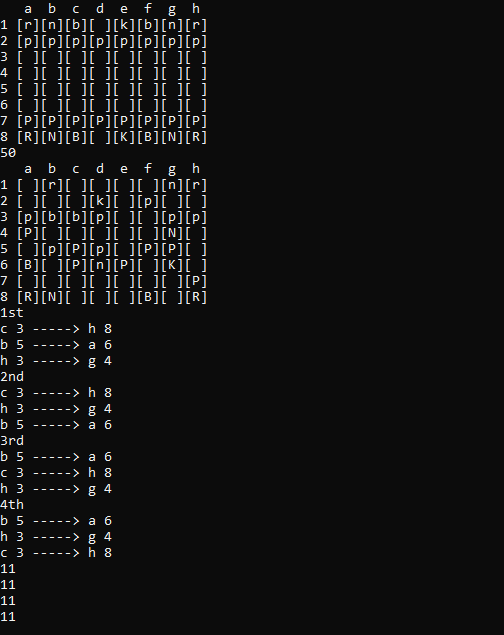 a  b  c  d  e  f  g  h
1 [r][n][b][ ][k][b][n][r]
2 [p][p][p][p][p][p][p][p]
3 [ ][ ][ ][ ][ ][ ][ ][ ]
4 [ ][ ][ ][ ][ ][ ][ ][ ]
5 [ ][ ][ ][ ][ ][ ][ ][ ]
6 [ ][ ][ ][ ][ ][ ][ ][ ]
7 [P][P][P][P][P][P][P][P]
8 [R][N][B][ ][K][B][N][R]
50
   a  b  c  d  e  f  g  h
1 [ ][r][ ][ ][ ][ ][n][r]
2 [ ][ ][ ][k][ ][p][ ][ ]
3 [p][b][b][p][ ][ ][p][p]
4 [P][ ][ ][ ][ ][ ][N][ ]
5 [ ][p][P][p][ ][P][P][ ]
6 [B][ ][P][n][P][ ][K][ ]
7 [ ][ ][ ][ ][ ][ ][ ][P]
8 [R][N][ ][ ][ ][B][ ][R]
1st
c 3 -----> h 8
b 5 -----> a 6
h 3 -----> g 4
2nd
c 3 -----> h 8
h 3 -----> g 4
b 5 -----> a 6
3rd
b 5 -----> a 6
c 3 -----> h 8
h 3 -----> g 4
4th
b 5 -----> a 6
h 3 -----> g 4
c 3 -----> h 8
11
11
11
11